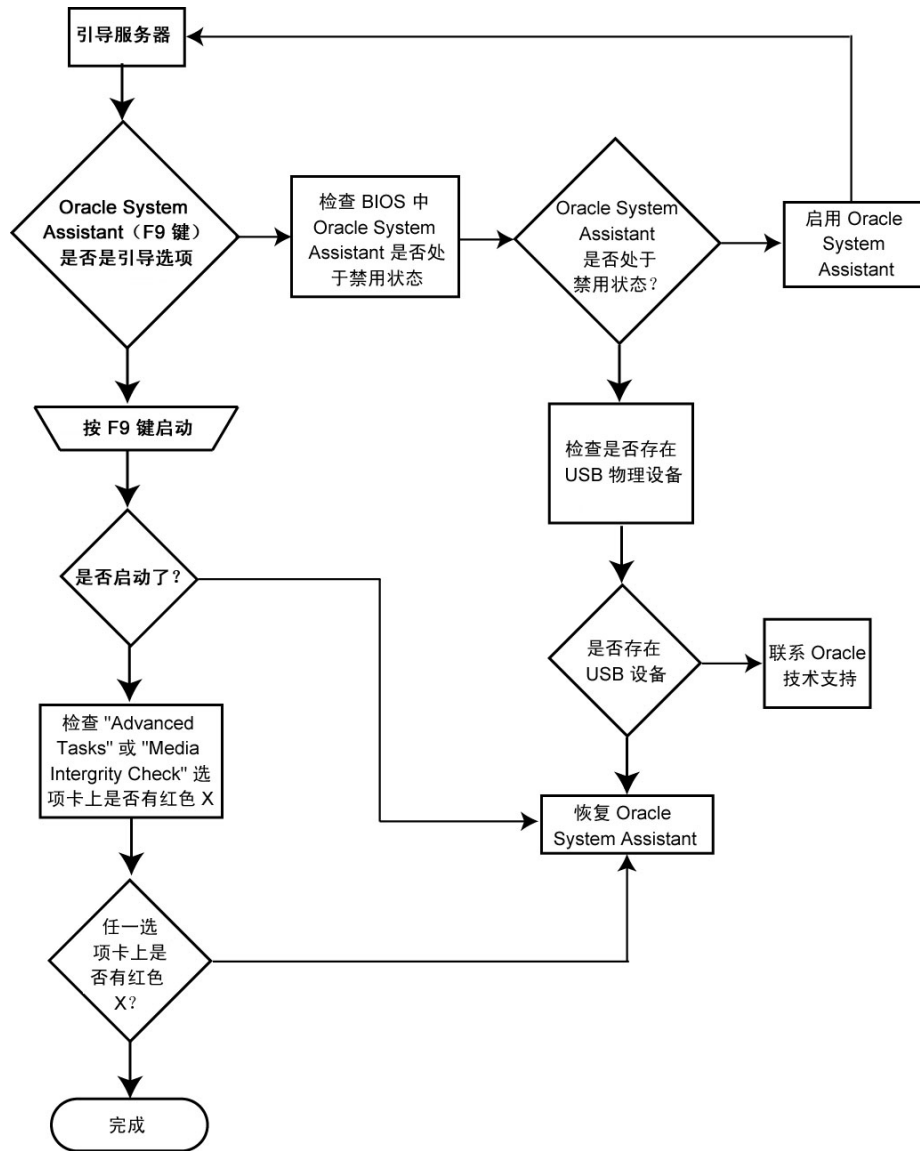 引导服务器
Oracle System
Assistant（F9 键）
是否是引导选项
检查 BIOS 中
Oracle System
Assistant 是否处
于禁用状态
Oracle System
Assistant
是否处于
禁用状态？
启用 Oracle
System
Assistant
按 F9 键启动
检查是否存在
USB 物理设备
是否启动了？
是否存在
USB 设备
联系 Oracle
技术支持
检查 "Advanced
Tasks" 或 "Media
Intergrity Check" 选
项卡上是否有红色 X
恢复 Oracle
System Assistant
任一选
项卡上是
否有红色
X？
完成